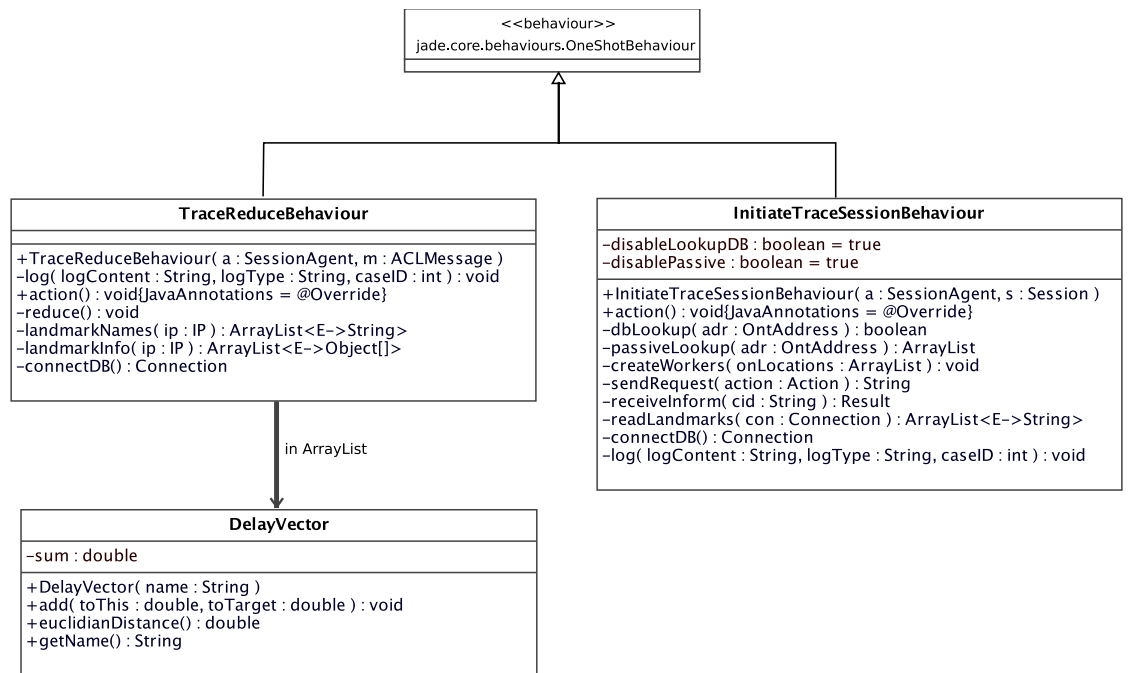 <<behaviour>>
jade.core.behaviours.OneShotBehaviour
TraceReduceBehaviour
+TraceReduceBehaviour( a : SessionAgent, m : ACLMessage )
-log( logContent : String, logType : String, caseID : int ) : void
+action() : void{JavaAnnotations = @Override}
-reduce() : void
-landmarkNames( ip : IP ) : ArrayList<E->String>
-landmarkInfo( ip : IP ) : ArrayList<E->Object[]>
-connectDB() : Connection
InitiateTraceSessionBehaviour
-disableLookupDB : boolean = true
-disablePassive : boolean = true
+InitiateTraceSessionBehaviour( a : SessionAgent, s : Session )
+action() : void{JavaAnnotations = @Override}
-dbLookup( adr : OntAddress ) : boolean
-passiveLookup( adr : OntAddress ) : ArrayList
-createWorkers( onLocations : ArrayList ) : void
-sendRequest( action : Action ) : String
-receiveInform( cid : String ) : Result
-readLandmarks( con : Connection ) : ArrayList<E->String>
-connectDB() : Connection
-log( logContent : String, logType : String, caseID : int ) : void
in ArrayList
DelayVector
-sum : double
+DelayVector( name : String )
+add( toThis : double, toTarget : double ) : void
+euclidianDistance() : double
+getName() : String